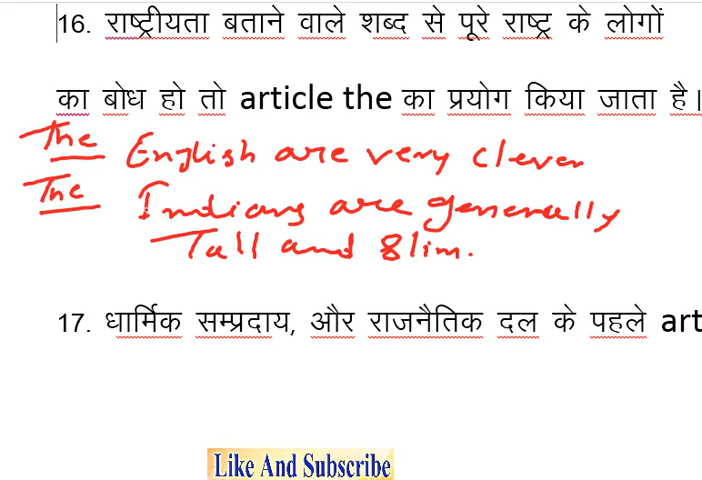 16. राष्ट्रीयता बताने वाले शब्द से पूरे राष्ट्र के लोगों
का बोध हो तो article the का प्रयोग किया जाता है।
The English are very clever
The Indians are generally
Tall and Slim.
17. धार्मिक सम्प्रदाय, और राजनैतिक दल के पहले art
Like And Subscribe